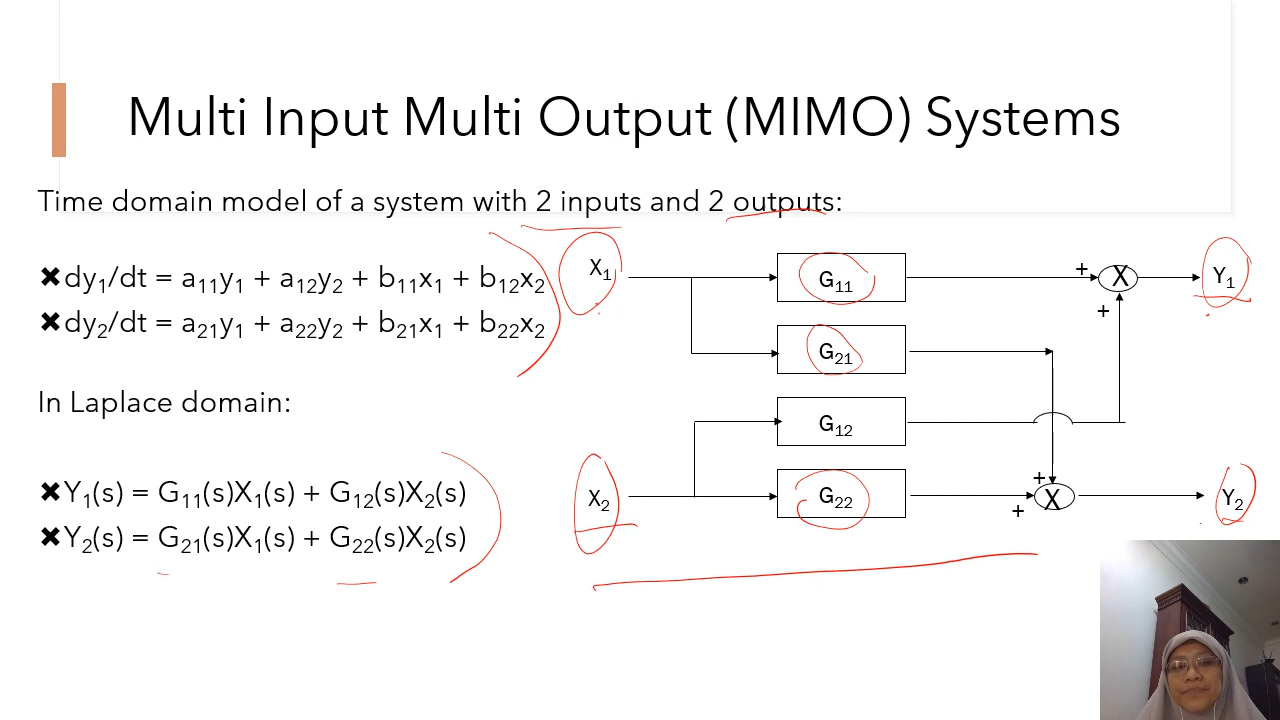 Multi Input Multi Output (MIMO) Systems
Time domain model of a system with 2 inputs and 2 outputs:
✖dy₁/dt = a₁₁y₁ + a₁₂y₂ + b₁₁x₁ + b₁₂x₂
✖dy₂/dt = a₂₁y₁ + a₂₂y₂ + b₂₁x₁ + b₂₂x₂
In Laplace domain:
✖Y₁(s) = G₁₁(s)X₁(s) + G₁₂(s)X₂(s)
✖Y₂(s) = G₂₁(s)X₁(s) + G₂₂(s)X₂(s)
X₁
G₁₁
+
X
Y₁
+
G₂₁
G₁₂
X₂
G₂₂
+
X
Y₂
+